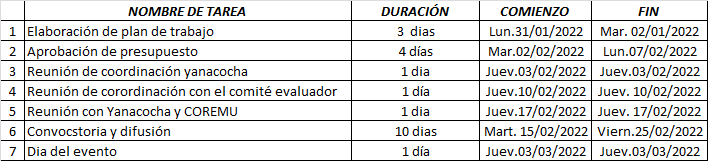 NOMBRE DE TAREA DURACIÓN COMIENZO FIN
1 Elaboración de plan de trabajo 3 dias Lun.31/01/2022 Mar. 02/01/2022
2 Aprobación de presupuesto 4 días Mar.02/02/2022 Lun.07/02/2022
3 Reunión de coordinación yanacocha 1 dia Juev.03/02/2022 Juev.03/02/2022
4 Reunión de corordinación con el comité evaluador 1 día Juev.10/02/2022 Juev. 10/02/2022
5 Reunión con Yanacocha y COREMU 1 dia Juev.17/02/2022 Juev. 17/02/2022
6 Convocstoria y difusión 10 dias Mart. 15/02/2022 Viern.25/02/2022
7 Dia del evento 1 día Juev.03/03/2022 Juev.03/03/2022